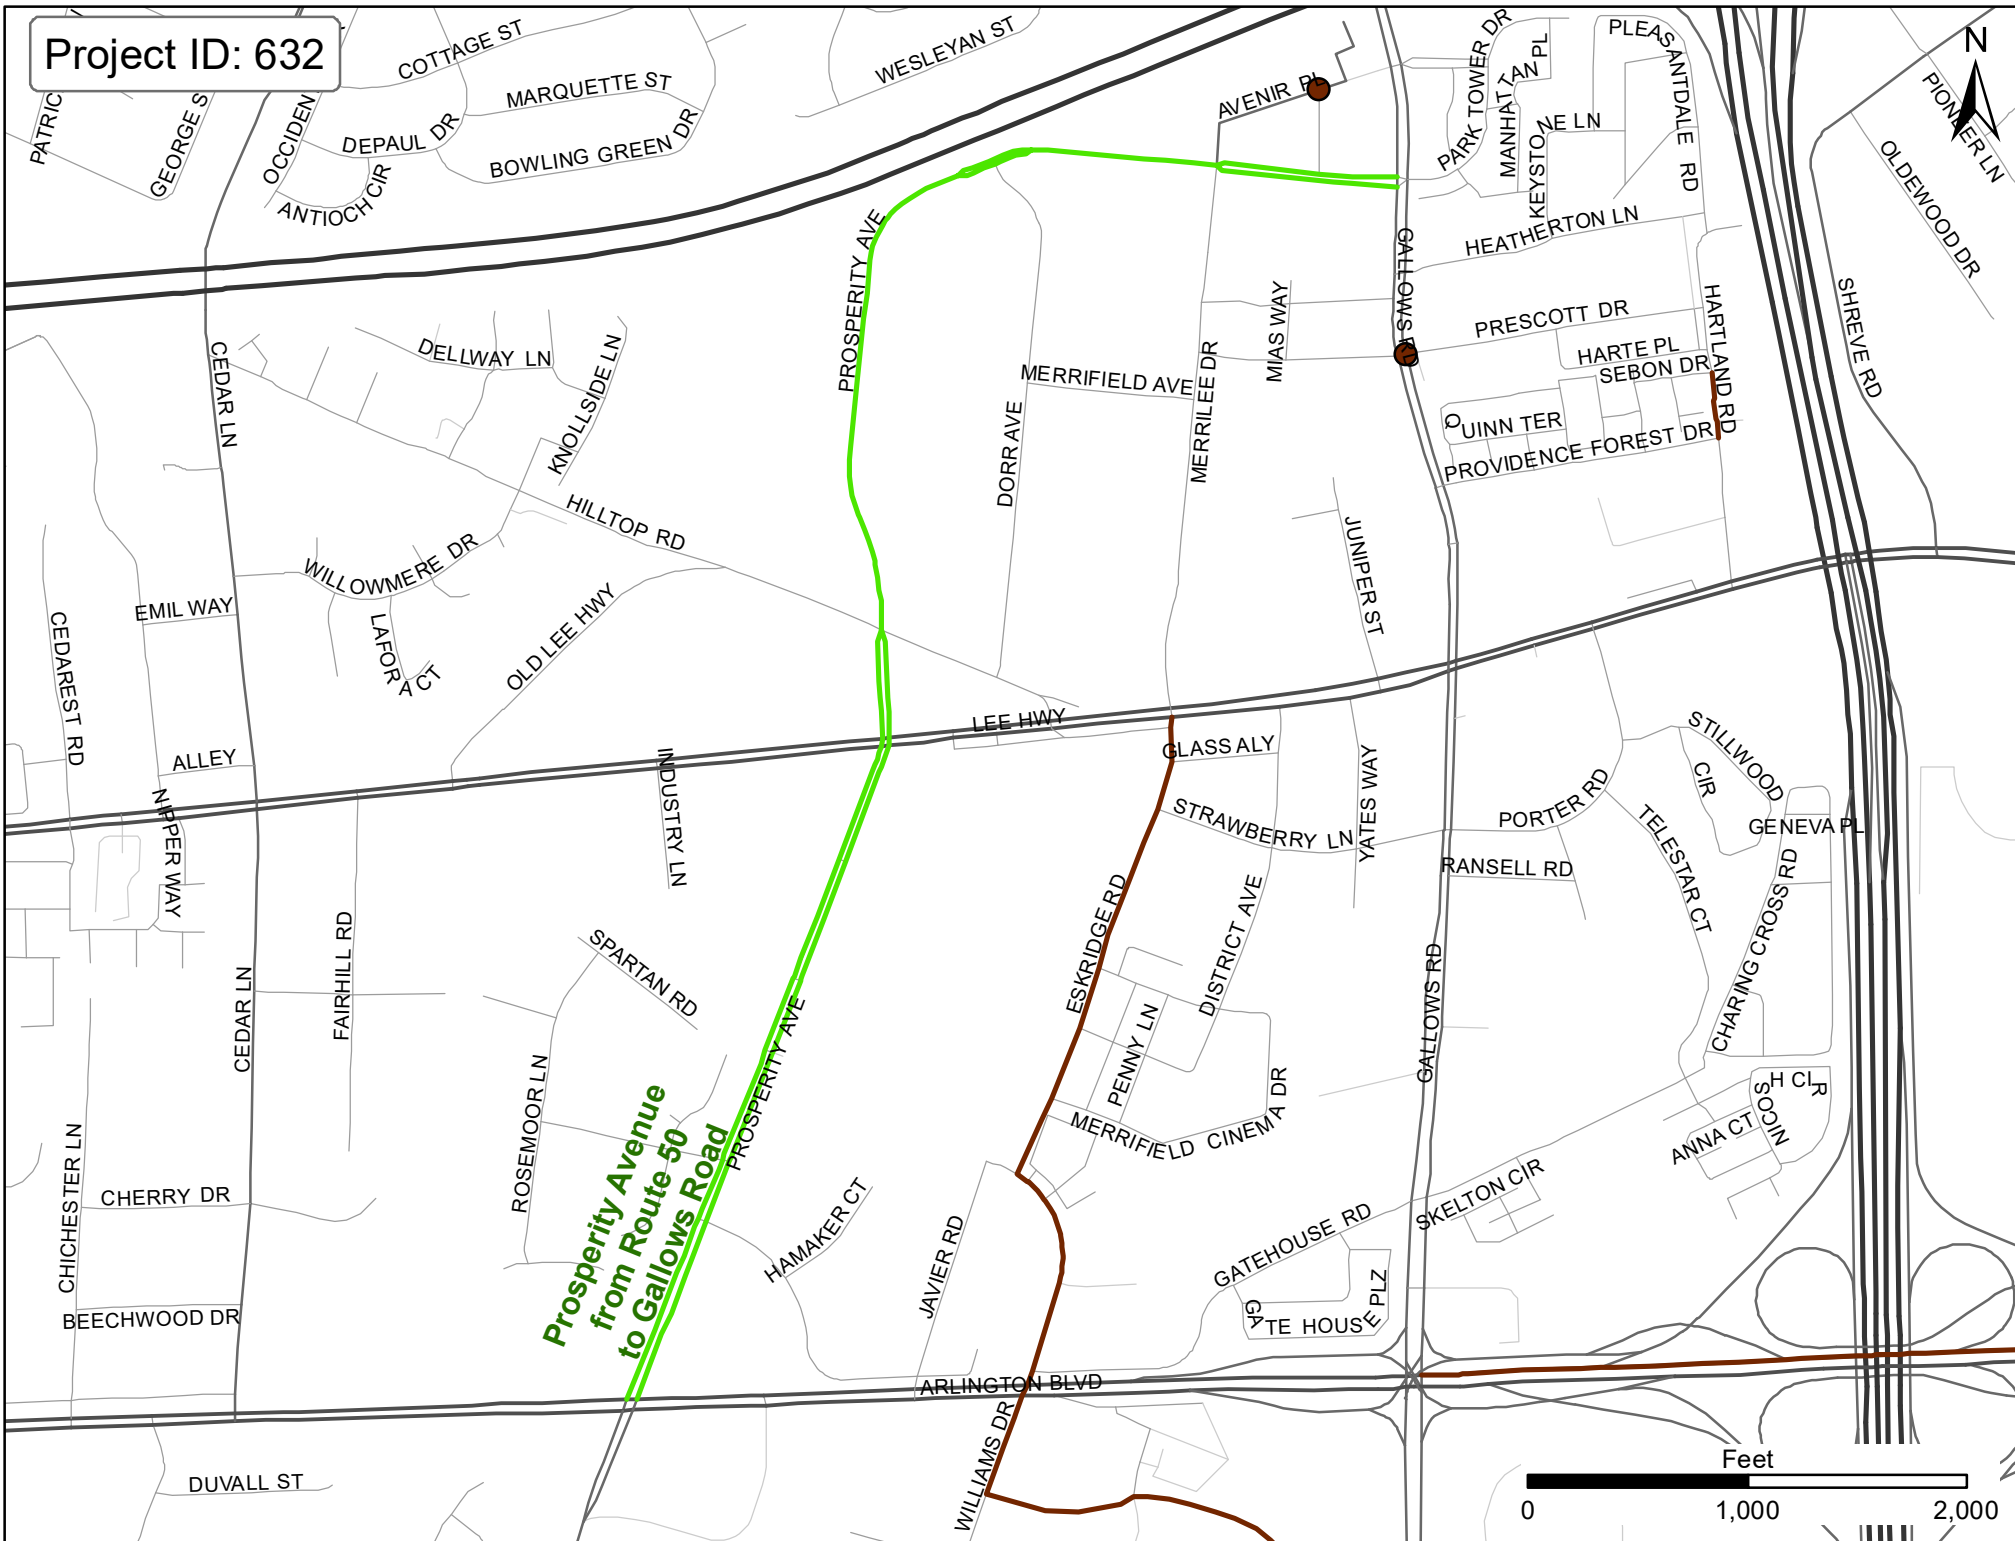 Project ID: 632
N
COTTAGE ST
WESLEYAN ST
MARQUETTE ST
DEPAUL DR
BOWLING GREEN DR
ANTIOCH CIR
GEORGE S
PATRIC
OCCIDEN
AVENIR PL
PARK TOWER DR
MANHATTAN PL
KEYSTONE LN
PLEASANTDALE RD
PIONEER LN
OLDEWOOD DR
HEATHERTON LN
SHREVE RD
PROSPERITY AVE
GALLOWS RD
MIAS WAY
PRESCOTT DR
HARTLAND RD
HARTE PL
SEBON DR
QUINN TER
PROVIDENCE FOREST DR
CEDAR LN
DELLWAY LN
KNOLLSIDE LN
MERRIFIELD AVE
MERRILEE DR
DORR AVE
HILLTOP RD
JUNIPER ST
WILLOWMERE DR
EMIL WAY
LAFORA CT
OLD LEE HWY
CEDAREST RD
LEE HWY
ALLEY
NIPPER WAY
INDUSTRY LN
GLASS ALY
STRAWBERRY LN
YATES WAY
PORTER RD
RANSELL RD
STILLWOOD CIR
TELESTAR CT
GENEVA PL
CHARING CROSS RD
FAIRHILL RD
CEDAR LN
SPARTAN RD
ESKRIDGE RD
DISTRICT AVE
PENNY LN
GALLOWS RD
PROSPERITY AVE
ROSEMOOR LN
MERRIFIELD CINEMA DR
ANNA CT
SOCIN
H CIR
CHICHESTER LN
CHERRY DR
HAMAKER CT
JAVIER RD
GATEHOUSE RD
SKELTON CIR
GATE HOUSE PLZ
BEECHWOOD DR
Prosperity Avenue
from Route 50
to Gallows Road
ARLINGTON BLVD
WILLIAMS DR
DUVALL ST
Feet
0 1,000 2,000